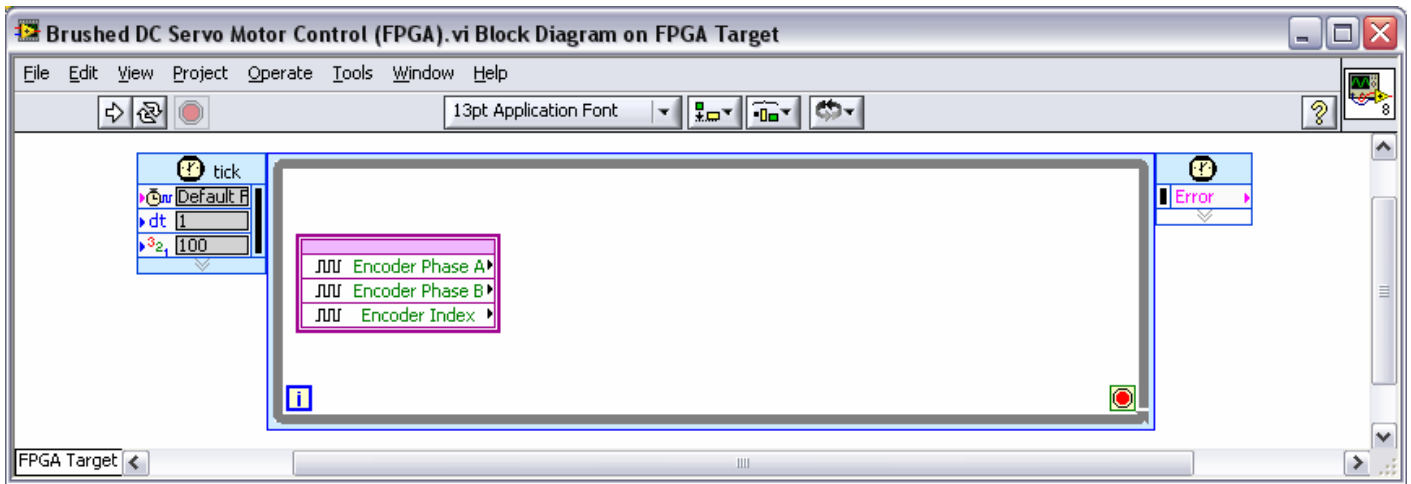 Brushed DC Servo Motor Control (FPGA).vi Block Diagram on FPGA Target
File Edit View Project Operate Tools Window Help
13pt Application Font
8
tick
Default F
dt 1
321 100
Error
Encoder Phase A
Encoder Phase B
Encoder Index
i
FPGA Target